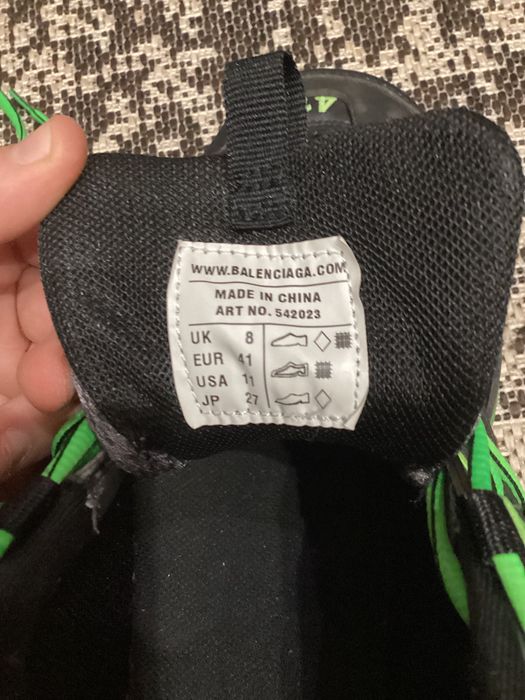 WWW.BALENCIAGA.COM
MADE IN CHINA
ART NO. 542023
UK 8
EUR 41
USA 11
JP 27